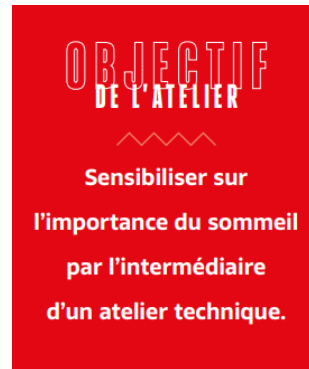 OBJECTIF
DE L'ATELIER
Sensibiliser sur
l'importance du sommeil
par l'intermédiaire
d'un atelier technique.